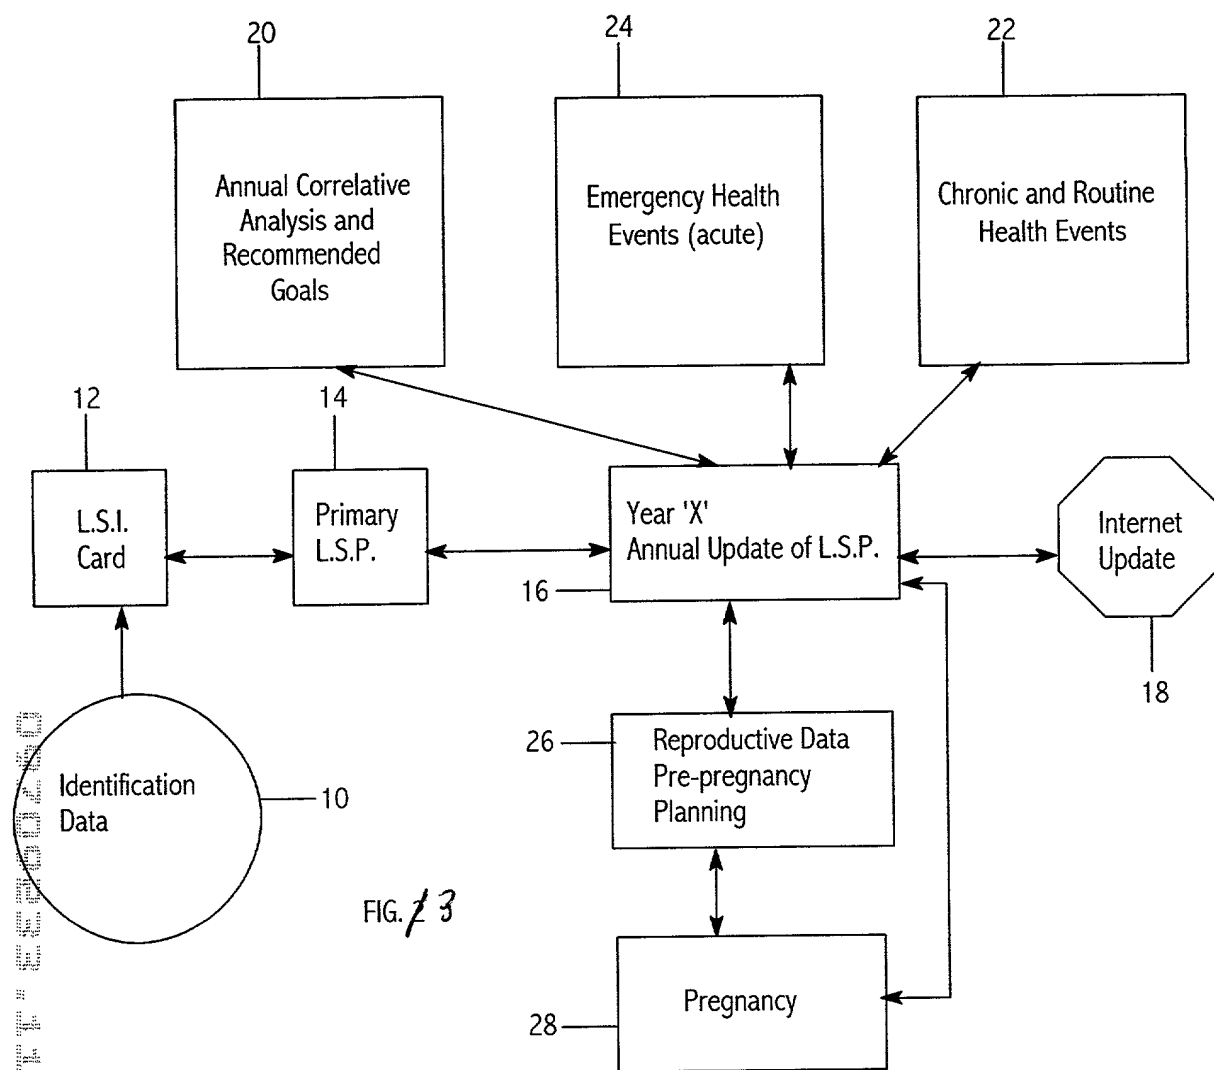 20
24
22
Annual Correlative
Analysis and
Recommended
Goals
Emergency Health
Events (acute)
Chronic and Routine
Health Events
12
14
L.S.I.
Card
Primary
L.S.P.
Year 'X'
Annual Update of L.S.P.
16
Internet
Update
18
Identification
Data
10
26
Reproductive Data
Pre-pregnancy
Planning
FIG. 3
28
Pregnancy